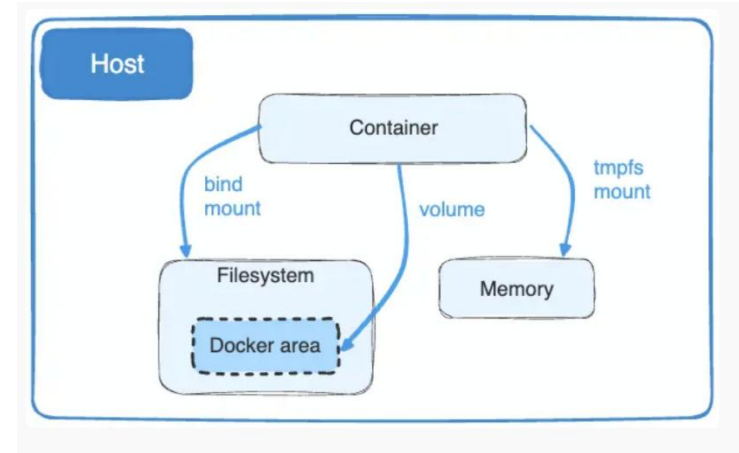 Host
Container
bind
mount
volume
tmpfs
mount
Filesystem
Docker area
Memory